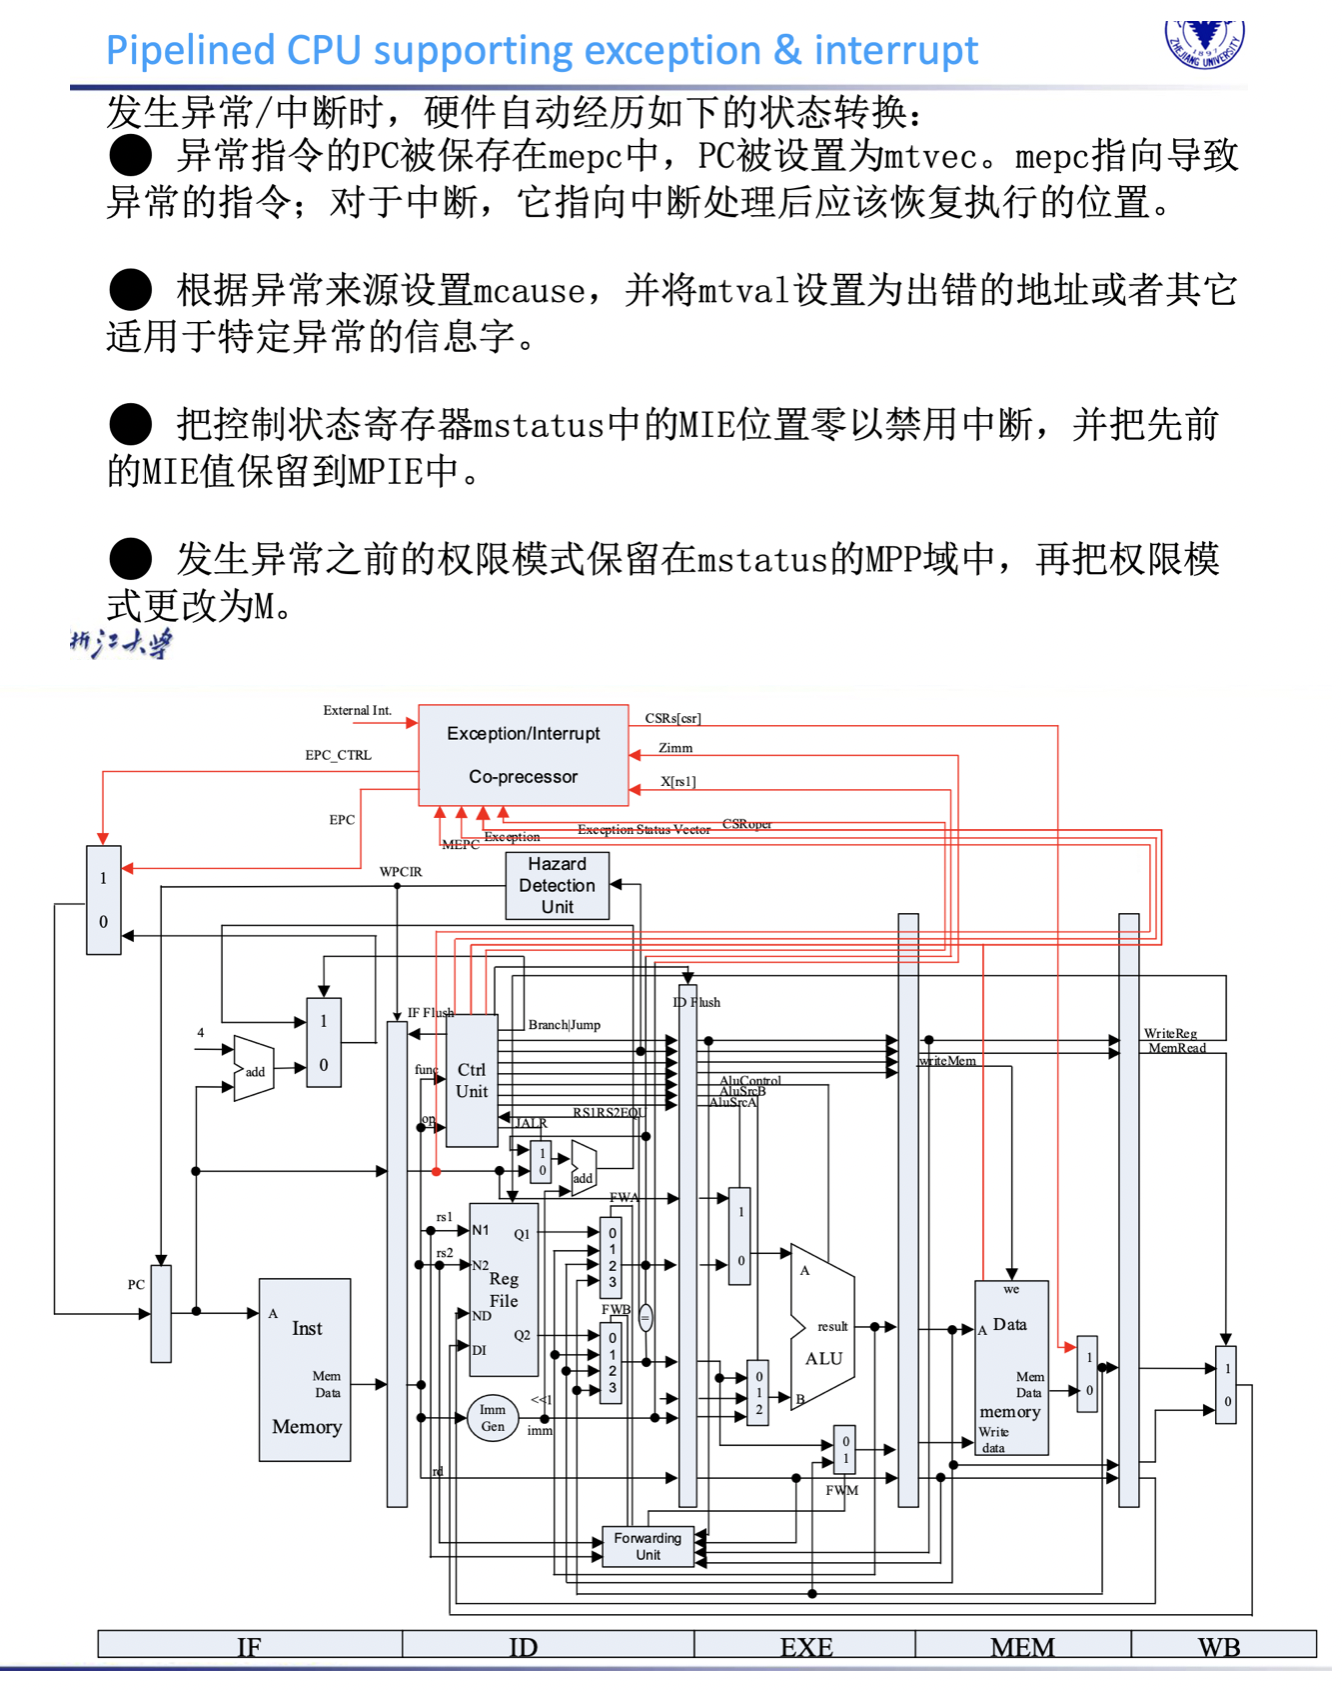 Pipelined CPU supporting exception & interrupt
ZHEJIANG UNIVERSITY
1897
发生异常/中断时，硬件自动经历如下的状态转换：
● 异常指令的PC被保存在mepc中，PC被设置为mtvec。mepc指向导致
异常的指令；对于中断，它指向中断处理后应该恢复执行的位置。
● 根据异常来源设置mcause，并将mtval设置为出错的地址或者其它
适用于特定异常的信息字。
● 把控制状态寄存器mstatus中的MIE位置零以禁用中断，并把先前
的MIE值保留到MPIE中。
● 发生异常之前的权限模式保留在mstatus的MPP域中，再把权限模
式更改为M。
浙江大学
External Int.
Exception/Interrupt
Co-precessor
CSRs[csr]
Zimm
X[rs1]
EPC_CTRL
EPC
MEPC
Exception
Exception Status Vector
CSRoper
WPCIR
Hazard
Detection
Unit
1
0
4
add
1
0
IF Flush
Ctrl
Unit
func
op
Branch|Jump
ID Flush
RS1RS2EQU
JALR
1
0
add
AluControl
AluSrcB
AluSrcA
writeMem
WriteReg
MemRead
PC
A
Inst
Mem
Data
Memory
rs1
rs2
N1
N2
ND
DI
Q1
Q2
Reg
File
FWA
0
1
2
3
FWB
0
1
2
3
=
Imm
Gen
<<1
imm
rd
1
0
0
1
2
A
B
result
ALU
0
1
FWM
we
A
Data
Mem
Data
memory
Write
data
1
0
1
0
Forwarding
Unit
IF
ID
EXE
MEM
WB